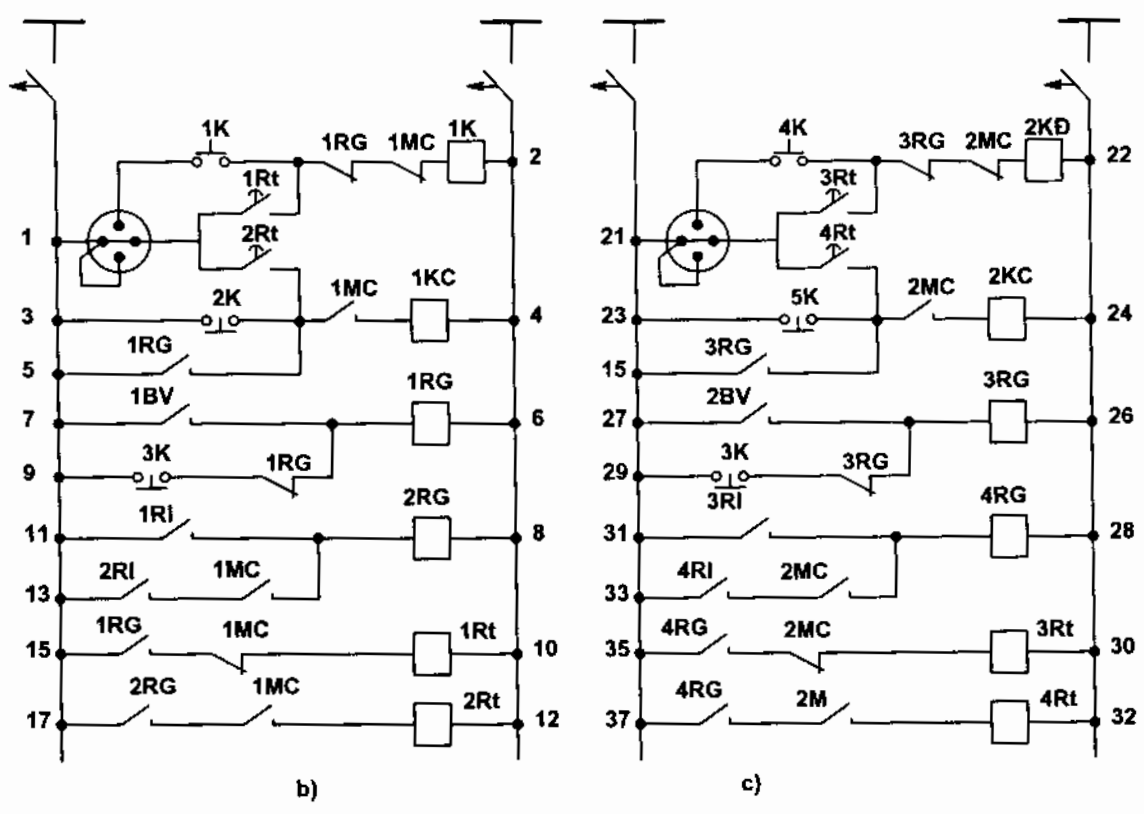 1K
1RG 1MC 1K
2
1Rt
1
2Rt
1KC
2K
1MC
3
4
1RG
5
1RG
1BV
7
6
3K
1RG
9
2RG
1RI
11
8
2RI 1MC
13
1RG 1MC 1Rt
15
10
2RG 1MC 2Rt
17
12
b)
4K
3RG 2MC 2KĐ
22
3Rt
21
4Rt
2KC
5K
2MC
23
24
3RG
15
3RG
2BV
27
26
3K
3RG
29
4RG
3RI
31
28
4RI 2MC
33
4RG 2MC 3Rt
35
30
4RG 2M 4Rt
37
32
c)